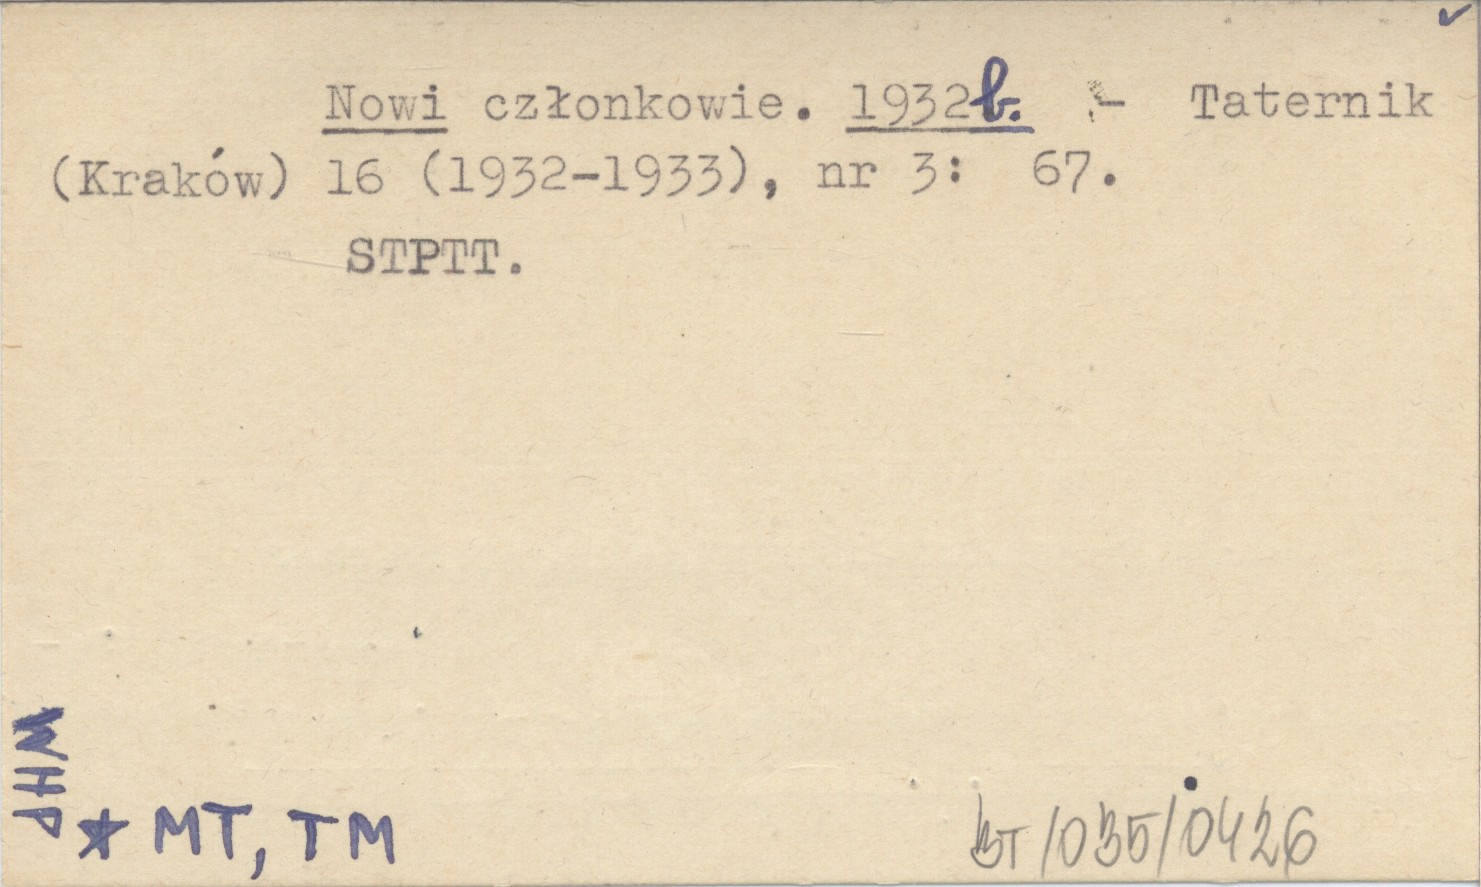 Nowi członkowie. 1932b. - Taternik
(Kraków) 16 (1932-1933), nr 3: 67.
STPTT.
WHP
* MT, TM
BT/035/0426